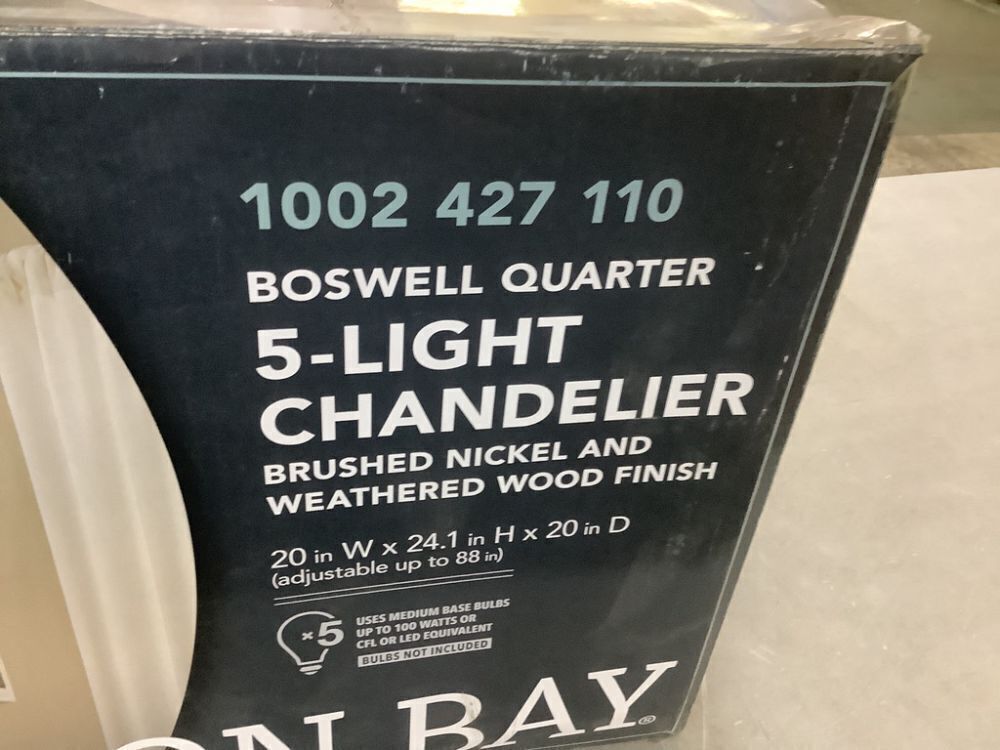 1002 427 110
BOSWELL QUARTER
5-LIGHT
CHANDELIER
BRUSHED NICKEL AND
WEATHERED WOOD FINISH
20 in W x 24.1 in H x 20 in D
(adjustable up to 88 in)
×5
USES MEDIUM BASE BULBS
UP TO 100 WATTS OR
CFL OR LED EQUIVALENT
BULBS NOT INCLUDED
ON BAY®